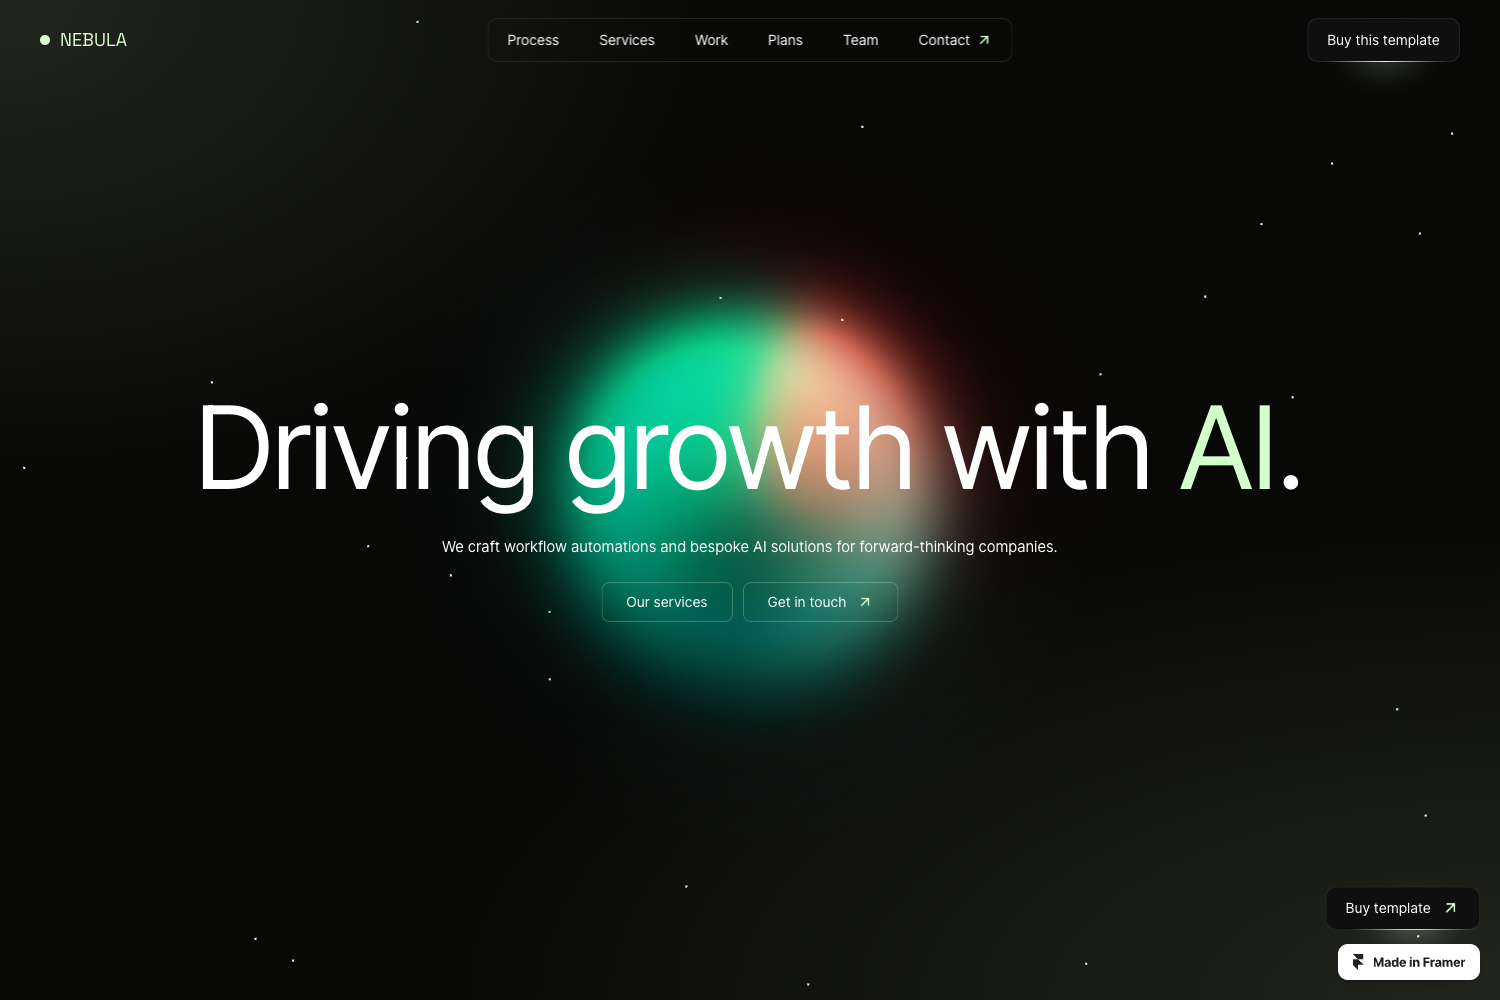 NEBULA
Process Services Work Plans Team Contact
Buy this template
Driving growth with AI.
We craft workflow automations and bespoke AI solutions for forward-thinking companies.
Our services
Get in touch
Buy template
Made in Framer